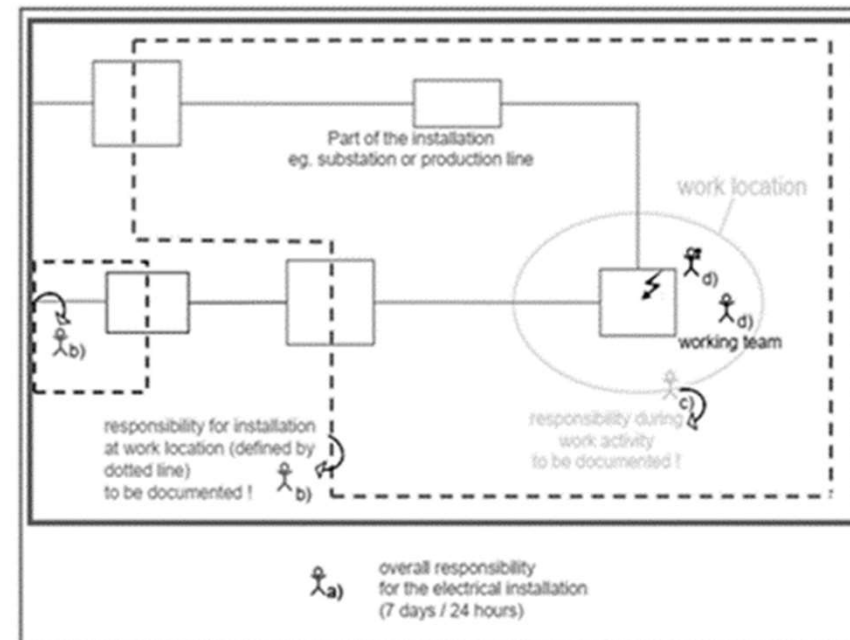 Part of the installation
eg. substation or production line
work location
d)
d)
working team
b)
c)
responsibility during
work activity
to be documented !
responsibility for installation
at work location (defined by
dotted line)
to be documented !
b)
a)
overall responsibility
for the electrical installation
(7 days / 24 hours)